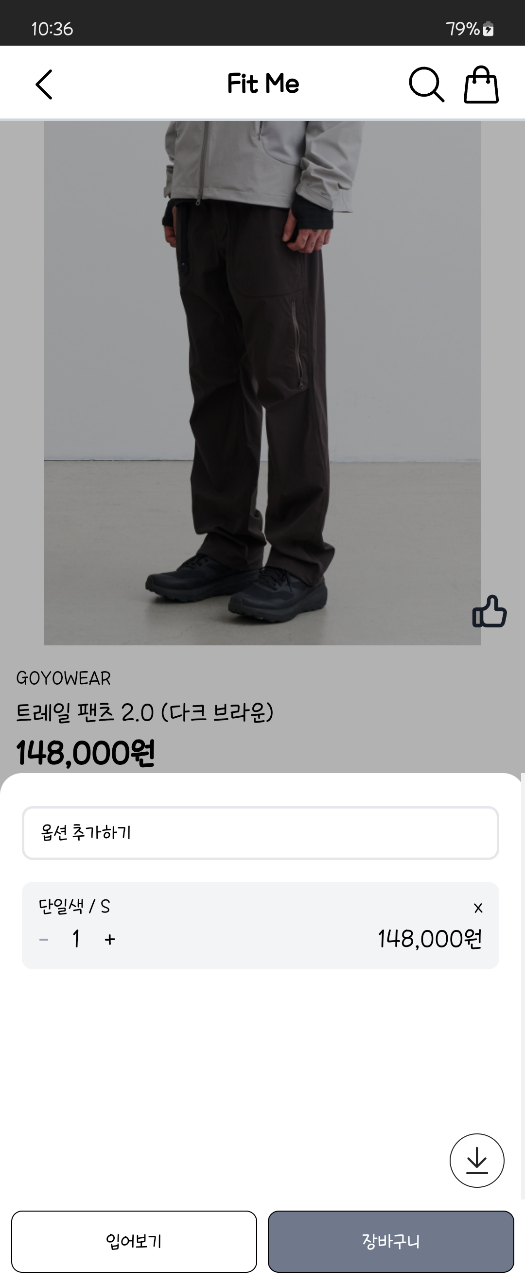 10:36 79%
Fit Me
GOYOWEAR
트레일 팬츠 2.0 (다크 브라운)
148,000원
옵션 추가하기
단일색 / S x
- 1 + 148,000원
입어보기 장바구니